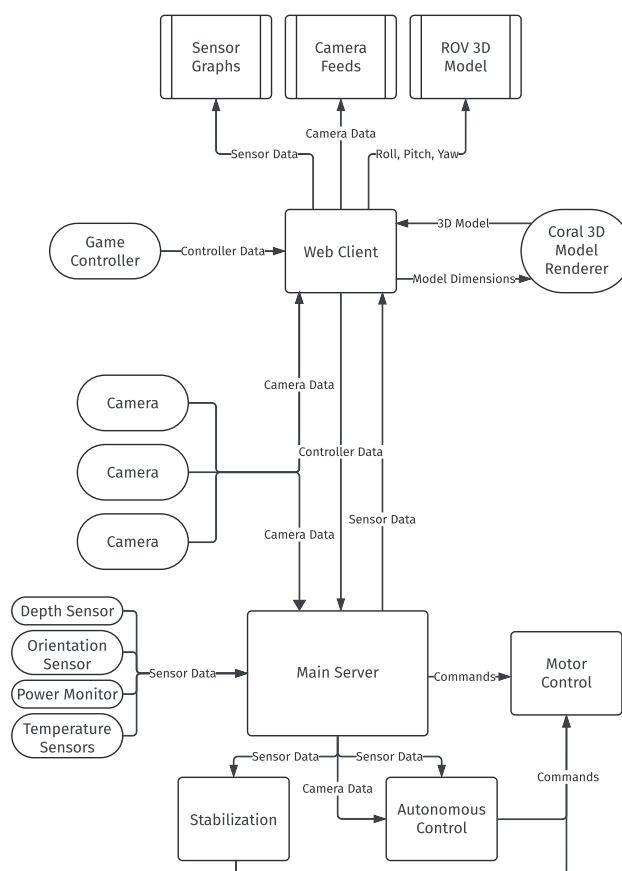 Sensor
Graphs
Camera
Feeds
ROV 3D
Model
Camera Data
Sensor Data
Roll, Pitch, Yaw
Game
Controller
Controller Data
Web Client
3D Model
Model Dimensions
Coral 3D
Model
Renderer
Camera
Camera
Camera
Camera Data
Controller Data
Sensor Data
Camera Data
Depth Sensor
Orientation
Sensor
Power Monitor
Temperature
Sensors
Sensor Data
Main Server
Commands
Motor
Control
Sensor Data
Sensor Data
Camera Data
Commands
Stabilization
Autonomous
Control